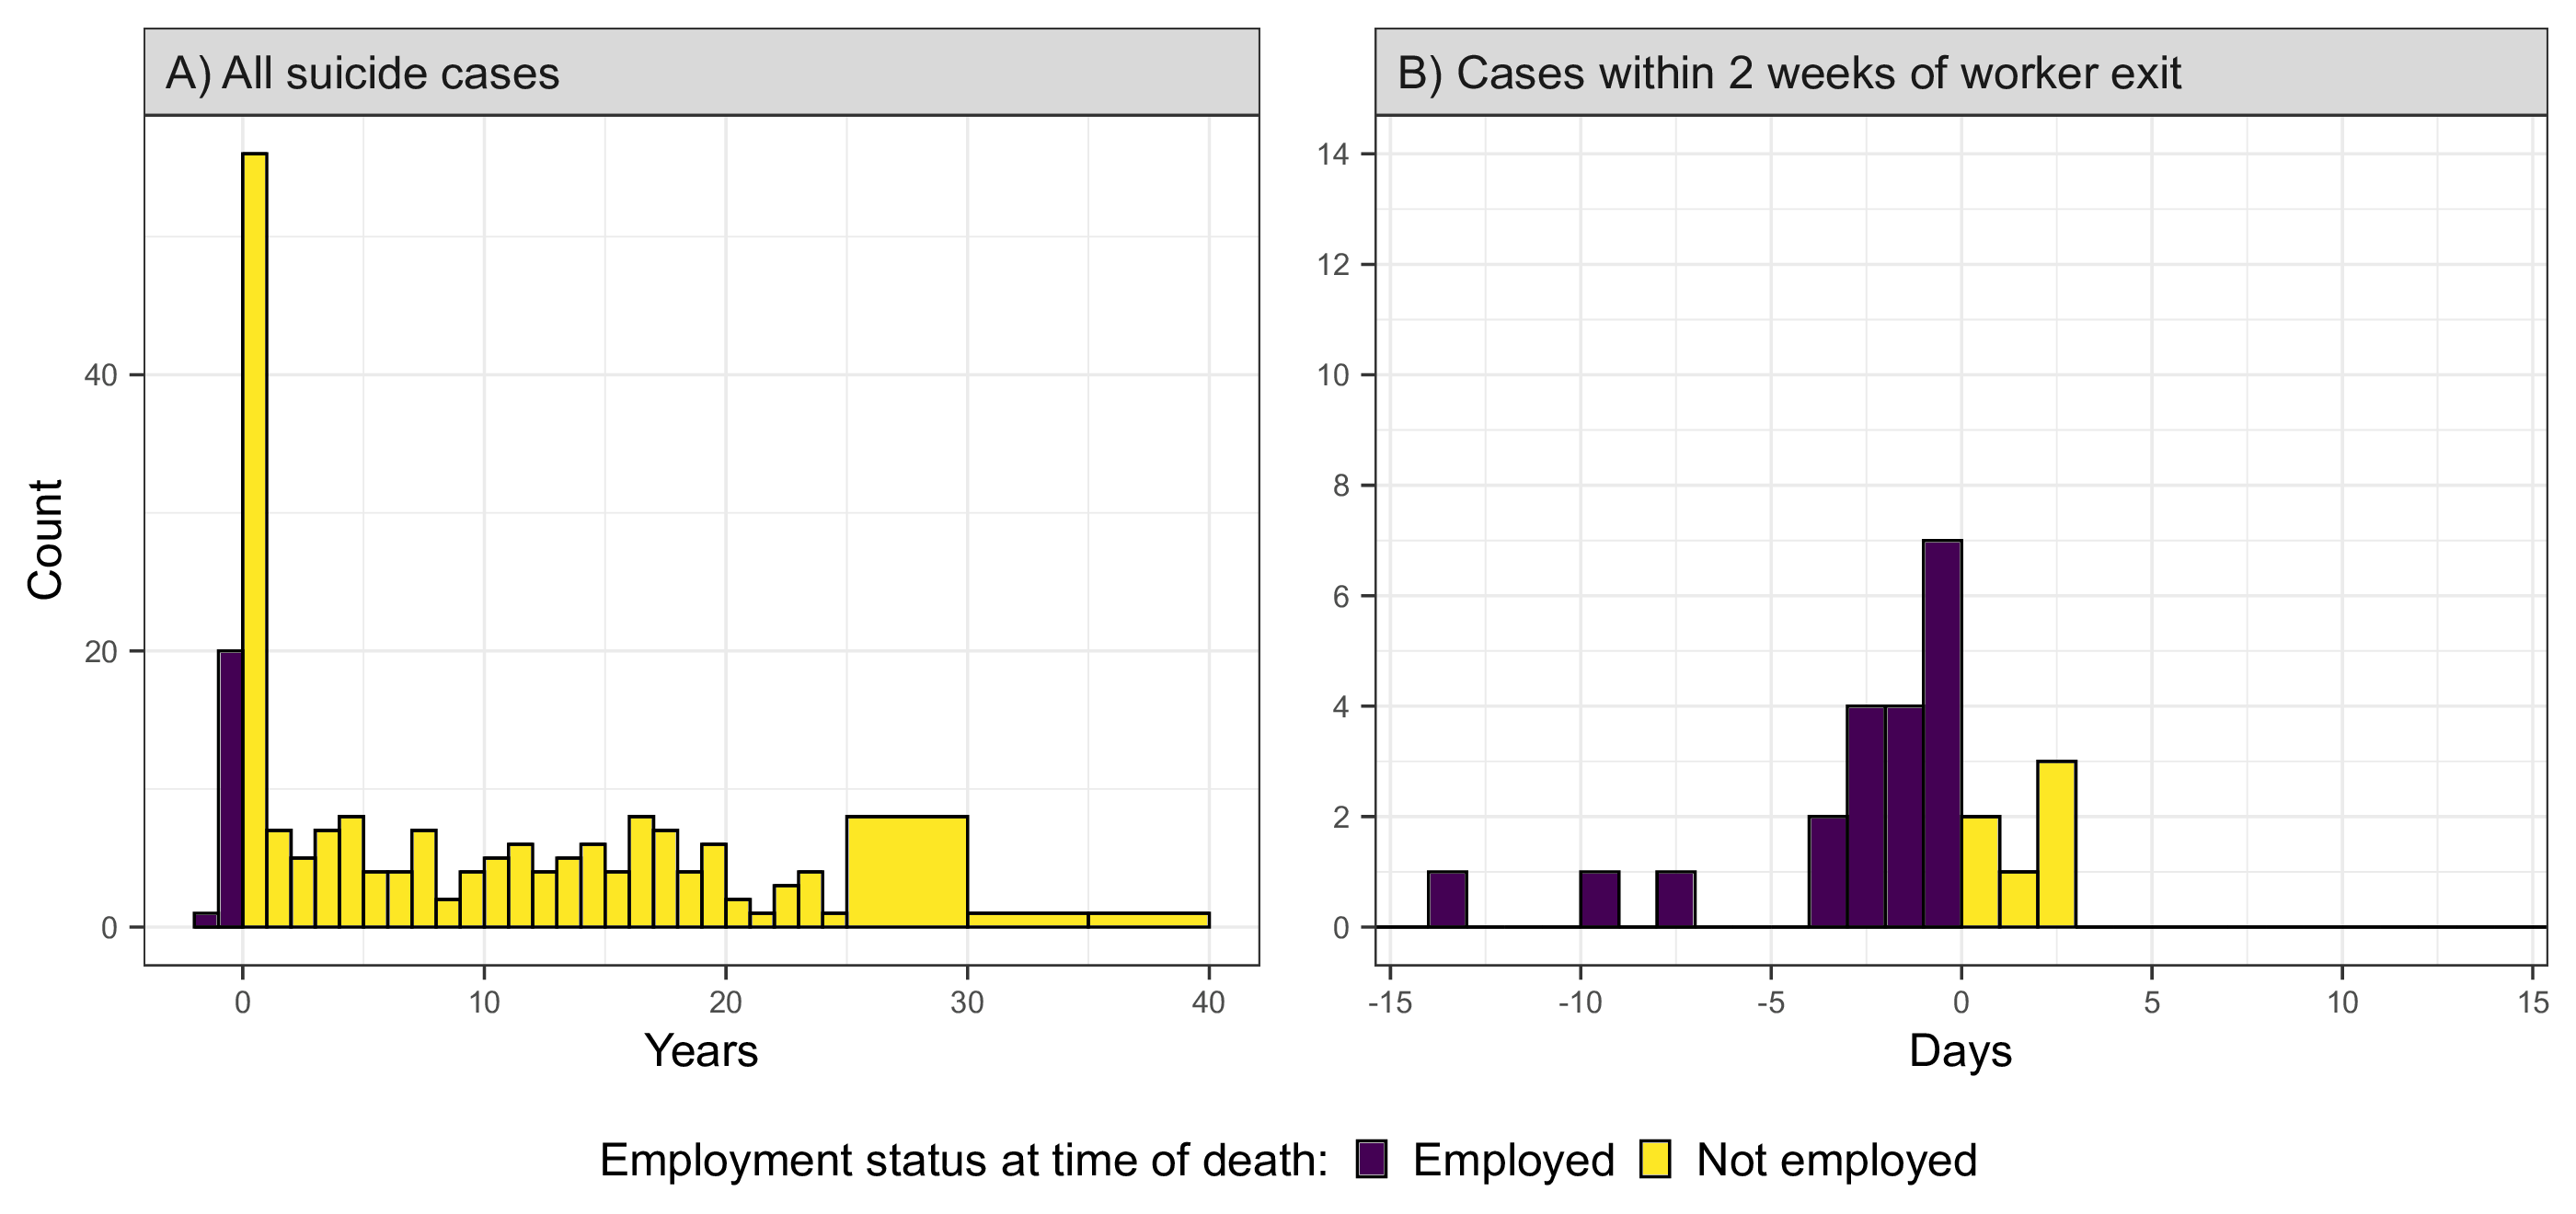 A) All suicide cases
B) Cases within 2 weeks of worker exit
Count
40
20
0
14
12
10
8
6
4
2
0
0 10 20 30 40
-15 -10 -5 0 5 10 15
Years
Days
Employment status at time of death: Employed Not employed